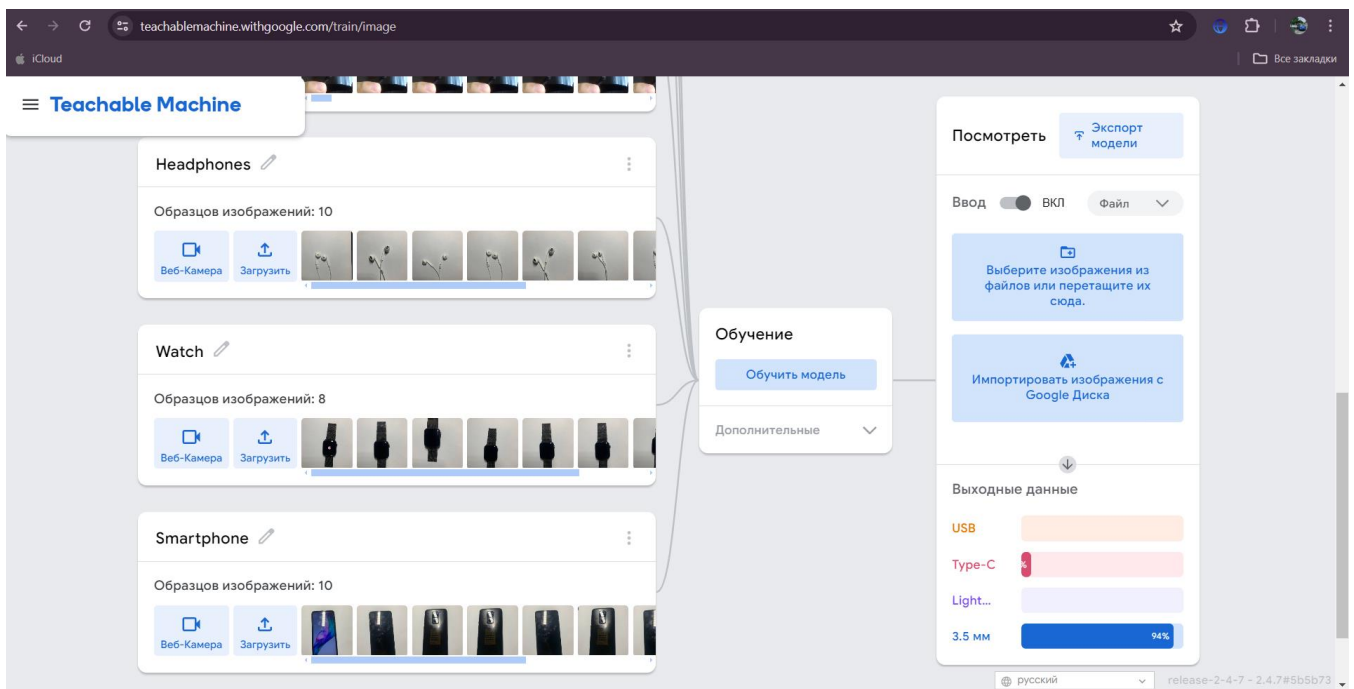 teachablemachine.withgoogle.com/train/image
iCloud
Все закладки
Teachable Machine
Headphones
Образцов изображений: 10
Веб-Камера
Загрузить
Watch
Образцов изображений: 8
Веб-Камера
Загрузить
Smartphone
Образцов изображений: 10
Веб-Камера
Загрузить
Обучение
Обучить модель
Дополнительные
Посмотреть
Экспорт
модели
Ввод
ВКЛ
Файл
Выберите изображения из
файлов или перетащите их
сюда.
Импортировать изображения с
Google Диска
Выходные данные
USB
Type-C
%
Light...
3.5 мм
94%
русский
release-2-4-7 - 2.4.7#5b5b73